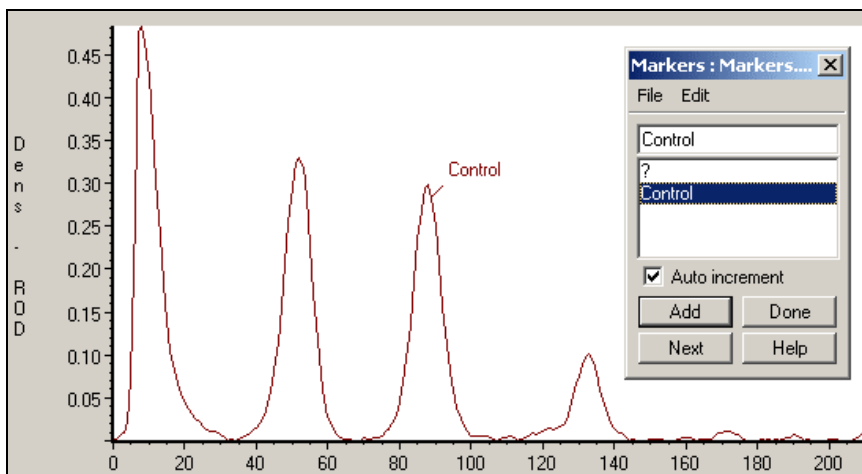 Dens - ROD
0.45
0.40
0.35
0.30
0.25
0.20
0.15
0.10
0.05
0 20 40 60 80 100 120 140 160 180 200
Control
Markers : Markers....
File Edit
Control
?
Control
Auto increment
Add Done
Next Help